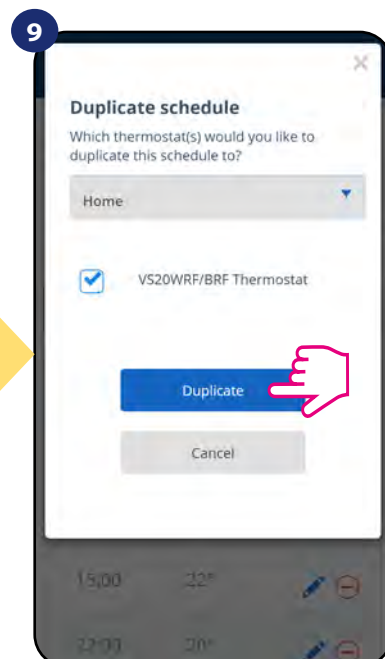 9
Duplicate schedule
Which thermostat(s) would you like to
duplicate this schedule to?
Home
VS20WRF/BRF Thermostat
Duplicate
Cancel
15:00 22°
22:00 20°